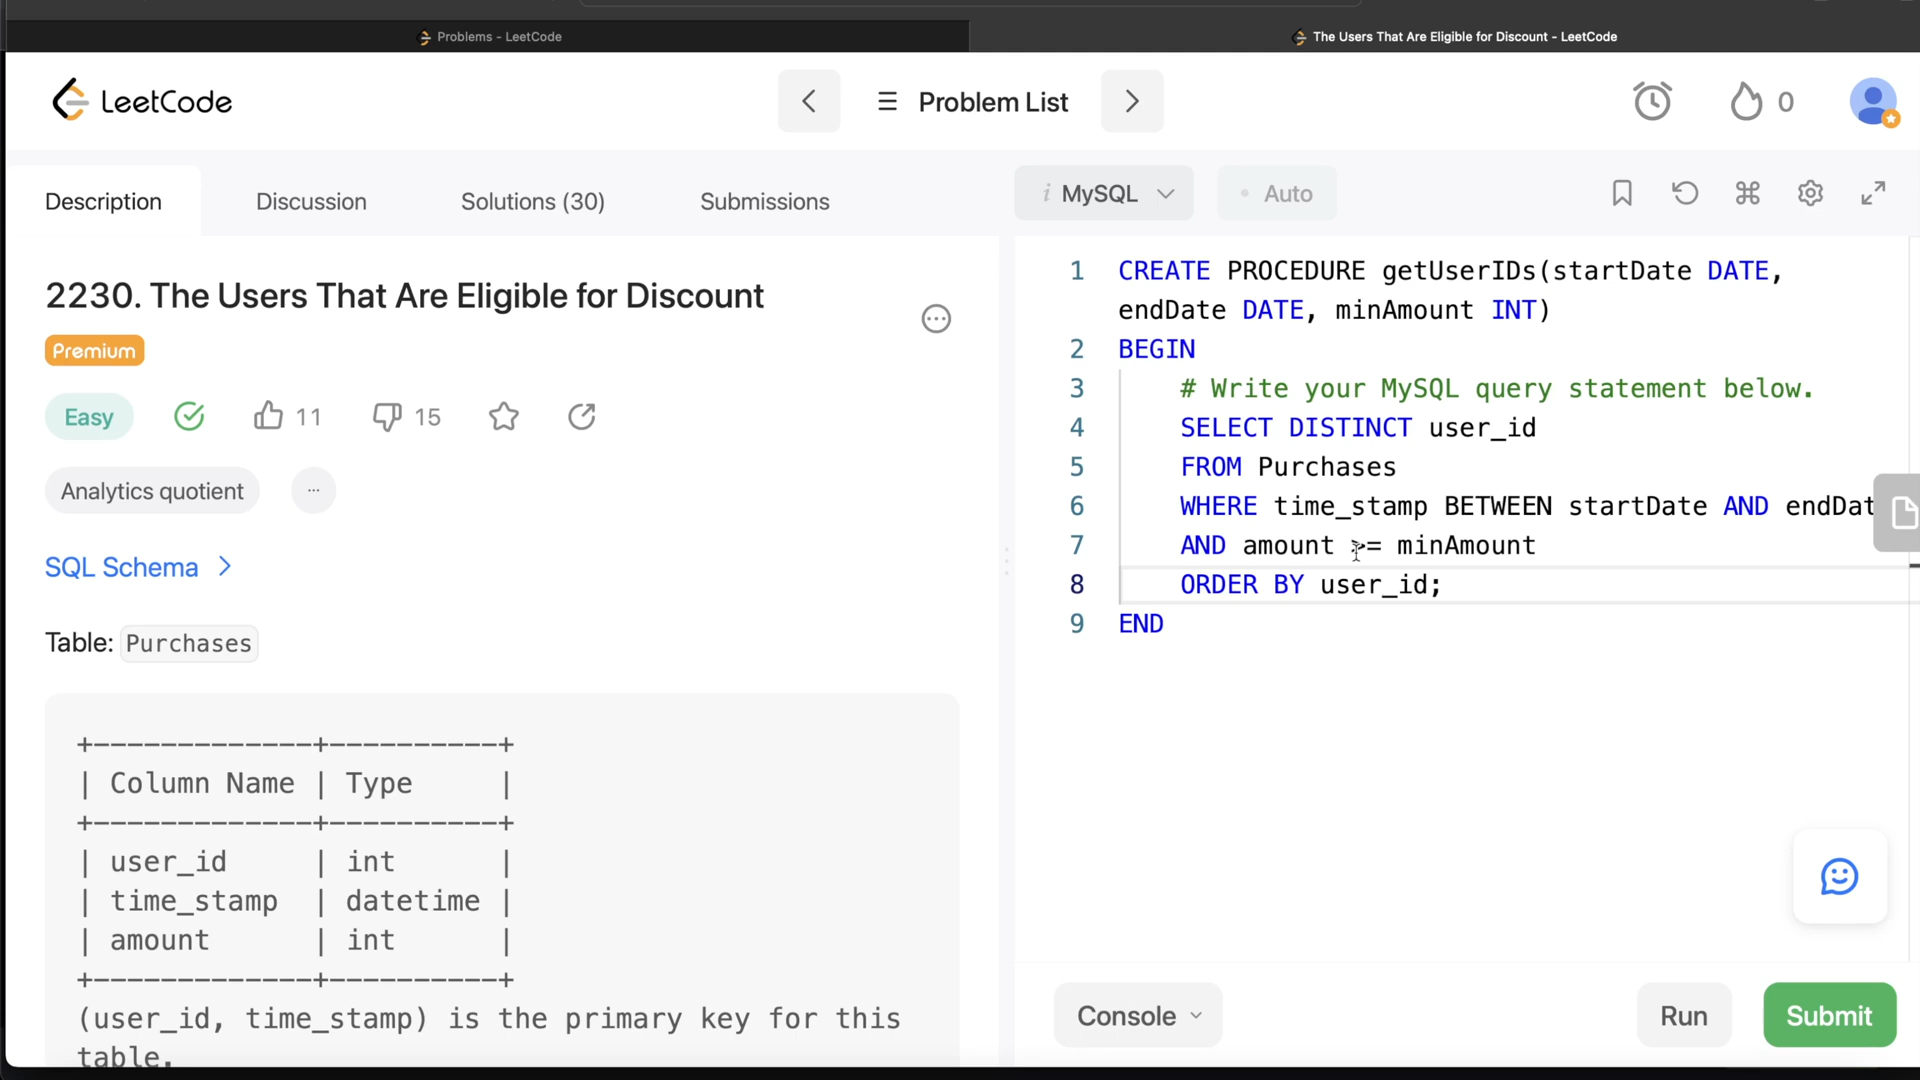 Problems - LeetCode
The Users That Are Eligible for Discount - LeetCode
LeetCode
Problem List
0
Description
Discussion
Solutions (30)
Submissions
2230. The Users That Are Eligible for Discount
Premium
Easy
11
15
Analytics quotient
...
SQL Schema
Table: Purchases
+-------------+----------+
| Column Name | Type     |
+-------------+----------+
| user_id     | int      |
| time_stamp  | datetime |
| amount      | int      |
+-------------+----------+
(user_id, time_stamp) is the primary key for this
table.
i MySQL
Auto
1 CREATE PROCEDURE getUserIDs(startDate DATE,
endDate DATE, minAmount INT)
2 BEGIN
3 # Write your MySQL query statement below.
4 SELECT DISTINCT user_id
5 FROM Purchases
6 WHERE time_stamp BETWEEN startDate AND endDat
7 AND amount >= minAmount
8 ORDER BY user_id;
9 END
Console
Run
Submit